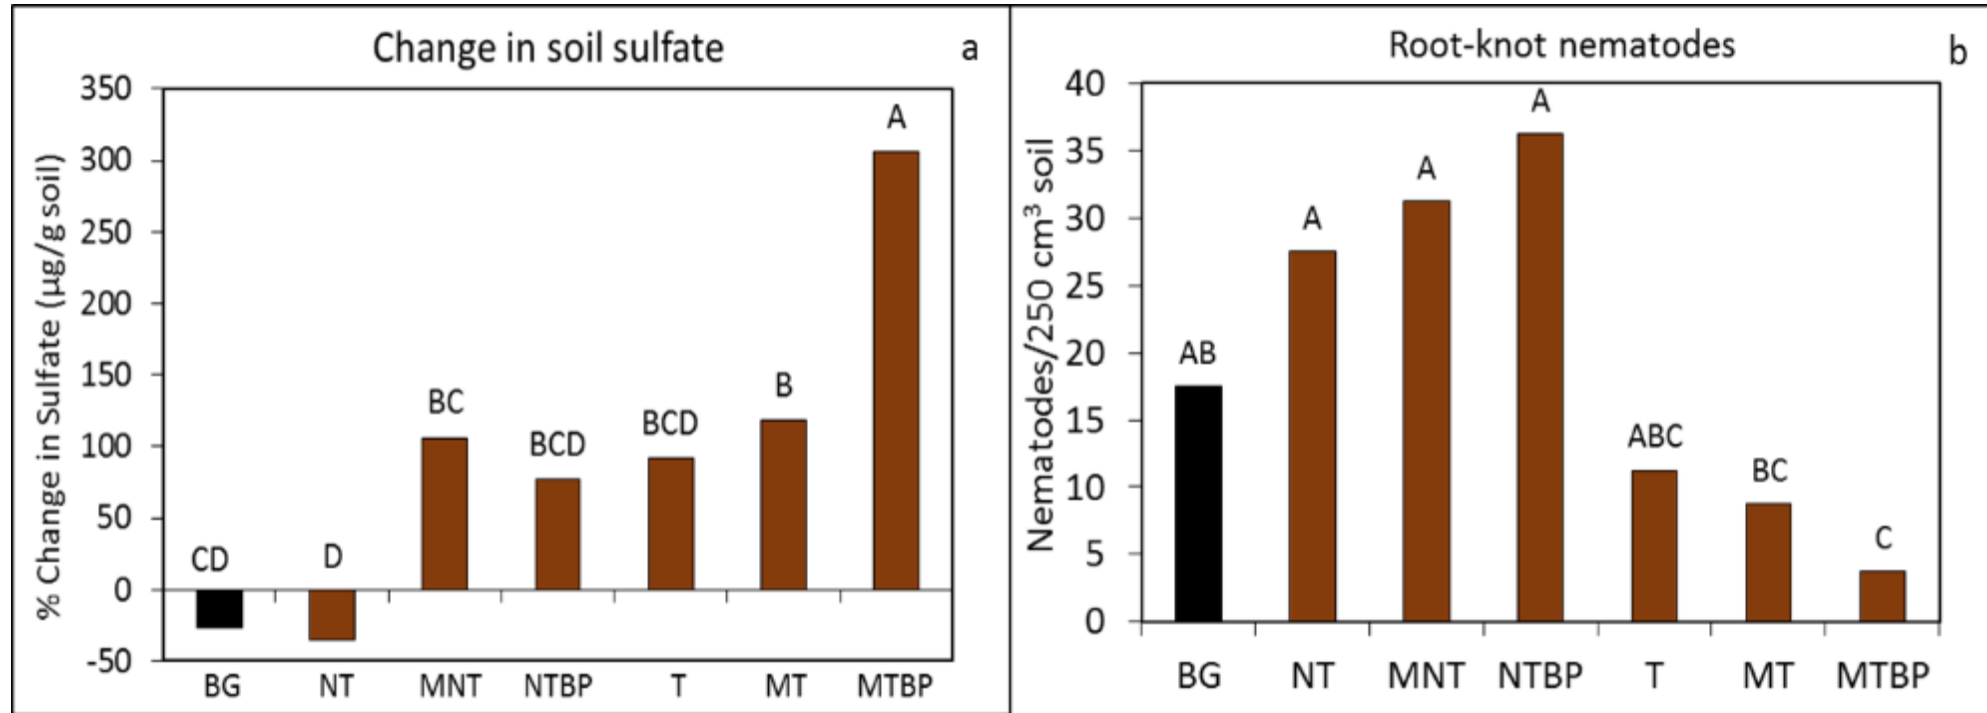 Change in soil sulfate
a
% Change in Sulfate (µg/g soil)
350
300
250
200
150
100
50
0
-50
CD
D
BC
BCD
BCD
B
A
BG NT MNT NTBP T MT MTBP
Root-knot nematodes
b
Nematodes/250 cm³ soil
40
35
30
25
20
15
10
5
0
AB
A
A
A
ABC
BC
C
BG NT MNT NTBP T MT MTBP